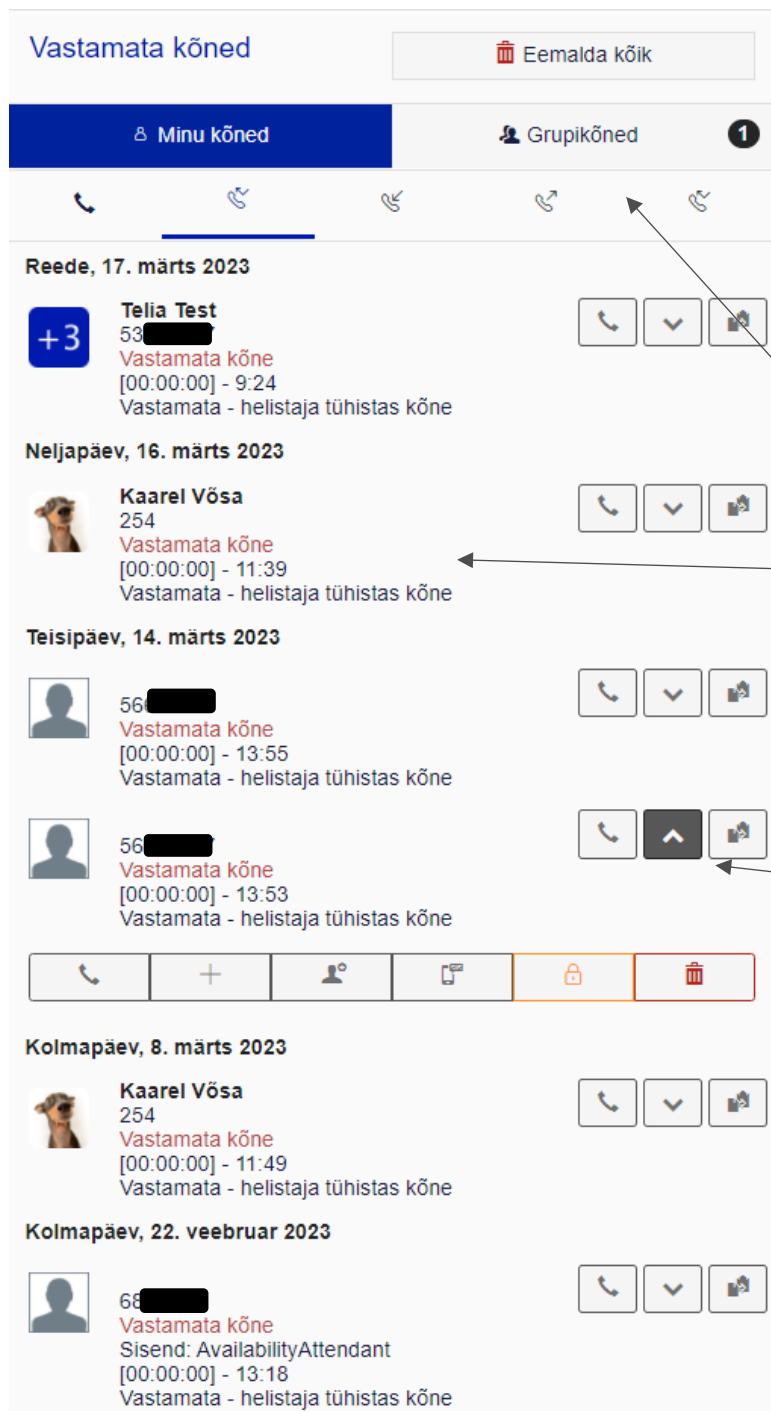 Vastamata kõned
Eemalda kõik
Minu kõned
Grupikõned 1
Reede, 17. märts 2023
+3
Telia Test
53
Vastamata kõne
[00:00:00] - 9:24
Vastamata - helistaja tühistas kõne
Neljapäev, 16. märts 2023
Kaarel Võsa
254
Vastamata kõne
[00:00:00] - 11:39
Vastamata - helistaja tühistas kõne
Teisipäev, 14. märts 2023
56
Vastamata kõne
[00:00:00] - 13:55
Vastamata - helistaja tühistas kõne
56
Vastamata kõne
[00:00:00] - 13:53
Vastamata - helistaja tühistas kõne
Kolmapäev, 8. märts 2023
Kaarel Võsa
254
Vastamata kõne
[00:00:00] - 11:49
Vastamata - helistaja tühistas kõne
Kolmapäev, 22. veebruar 2023
68
Vastamata kõne
Sisend: AvailabilityAttendant
[00:00:00] - 13:18
Vastamata - helistaja tühistas kõne